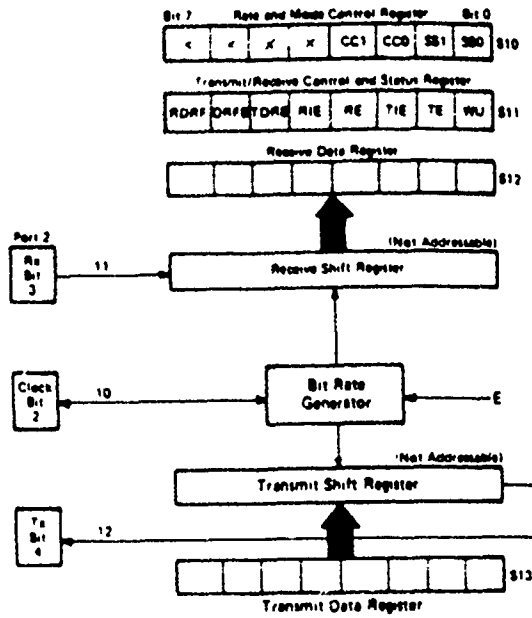 Bit 7 Rate and Mode Control Register Bit 0
X X X X CC1 CC0 SS1 SS0 $10
Transmit/Receive Control and Status Register
RDRF ORFE TDRE RIE RE TIE TE WU $11
Receive Data Register
$12
Port 2
(Not Addressable)
Rx
Bit
3
11
Receive Shift Register
Clock
Bit
2
10
Bit Rate
Generator
E
(Not Addressable)
Transmit Shift Register
Tx
Bit
4
12
$13
Transmit Data Register